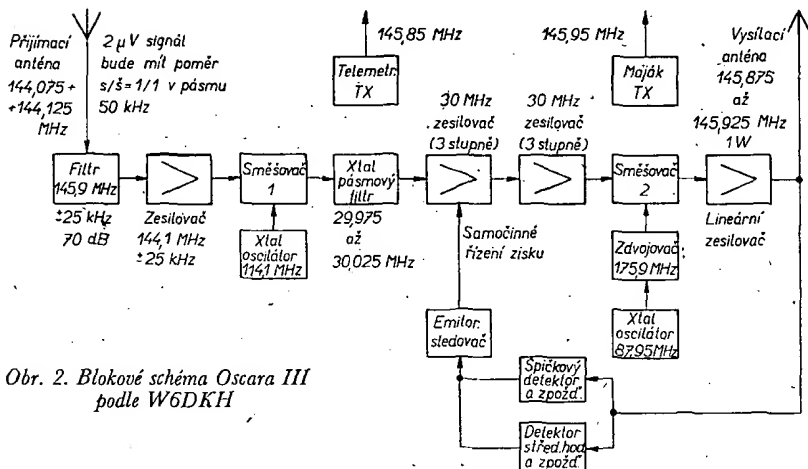 Přijímací
anténa
144,075 ÷
÷144,125
MHz
2 µV signál
bude mít poměr
s/š=1/1 v pásmu
50 kHz
145,85 MHz
Telemetr.
TX
145,95 MHz
Maják
TX
Vysílací
anténa
145,875
až
145,925 MHz
1W
Filtr
145,9 MHz
±25 kHz
70 dB
Zesilovač
144,1 MHz
±25 kHz
Směšovač
1
Xtal
oscilátor
114,1 MHz
Xtal
pásmový
filtr
29,975
až
30,025 MHz
30 MHz
zesilovač
(3 stupně)
30 MHz
zesilovač
(3 stupně)
Směšovač
2
Lineární
zesilovač
Samočinné
řízení zisku
Zdvojovač
175,9 MHz
Emitor.
sledovač
Xtal
oscilátor
87,95MHz
Špičkový
detektor
a zpožď.
Detektor
střed.hod.
a zpožď.
Obr. 2. Blokové schéma Oscara III
podle W6DKH